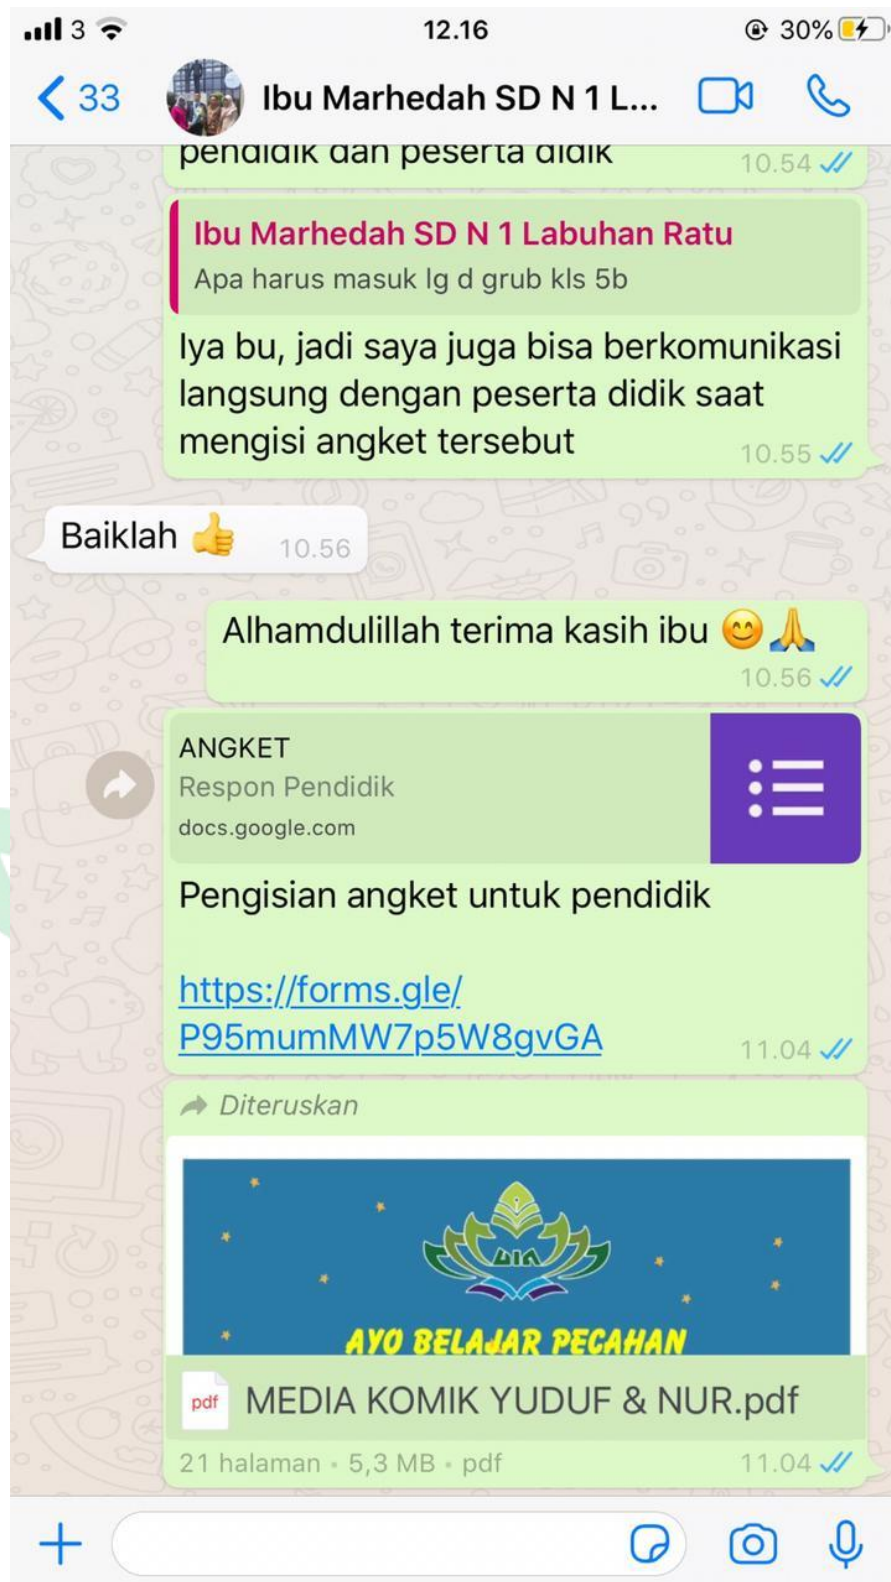 3
12.16
30%
33
Ibu Marhedah SD N 1 L...
pendidik dan peserta didik
10.54
Ibu Marhedah SD N 1 Labuhan Ratu
Apa harus masuk lg d grub kls 5b
Iya bu, jadi saya juga bisa berkomunikasi
langsung dengan peserta didik saat
mengisi angket tersebut
10.55
Baiklah 👍
10.56
Alhamdulillah terima kasih ibu 😊🙏
10.56
ANGKET
Respon Pendidik
docs.google.com
Pengisian angket untuk pendidik
https://forms.gle/
P95mumMW7p5W8gvGA
11.04
Diteruskan
UIN
AYO BELAJAR PECAHAN
pdf
MEDIA KOMIK YUDUF & NUR.pdf
21 halaman • 5,3 MB • pdf
11.04